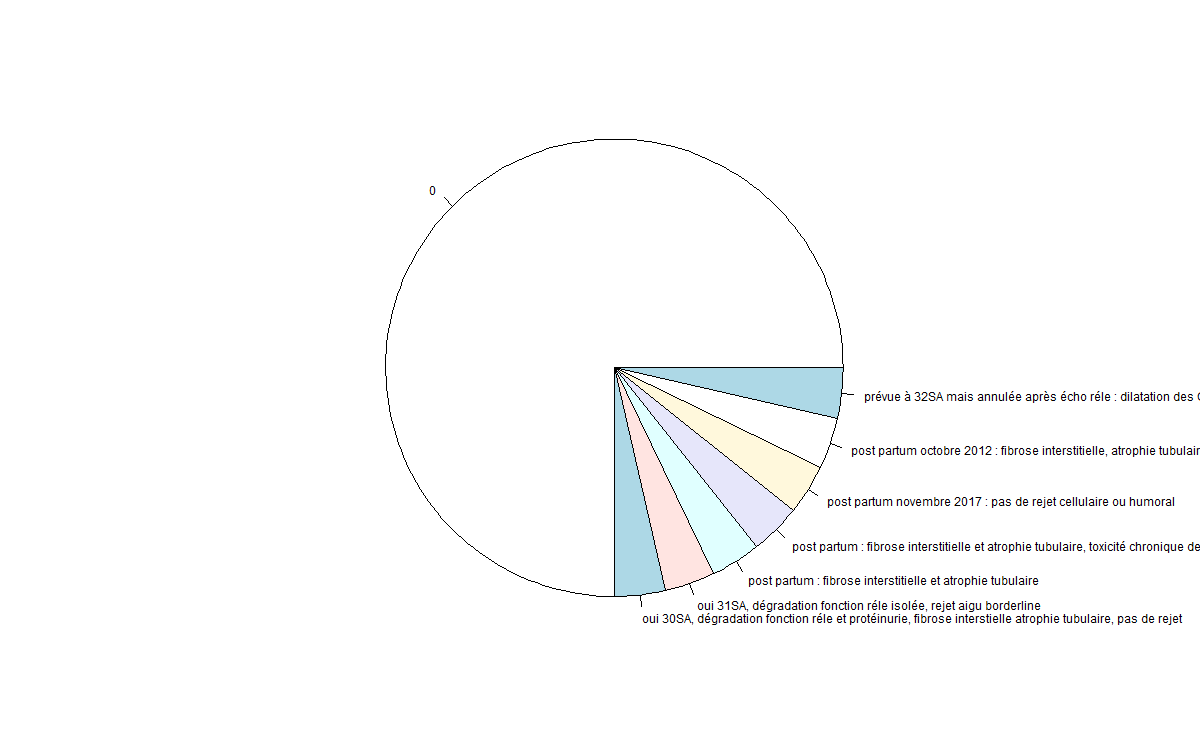 0
prévue à 32SA mais annulée après écho réle : dilatation des
post partum octobre 2012 : fibrose interstitielle, atrophie tubulair
post partum novembre 2017 : pas de rejet cellulaire ou humoral
post partum : fibrose interstitielle et atrophie tubulaire, toxicité chronique de
post partum : fibrose interstitielle et atrophie tubulaire
oui 31SA, dégradation fonction réle isolée, rejet aigu borderline
oui 30SA, dégradation fonction réle et protéinurie, fibrose interstielle atrophie tubulaire, pas de rejet